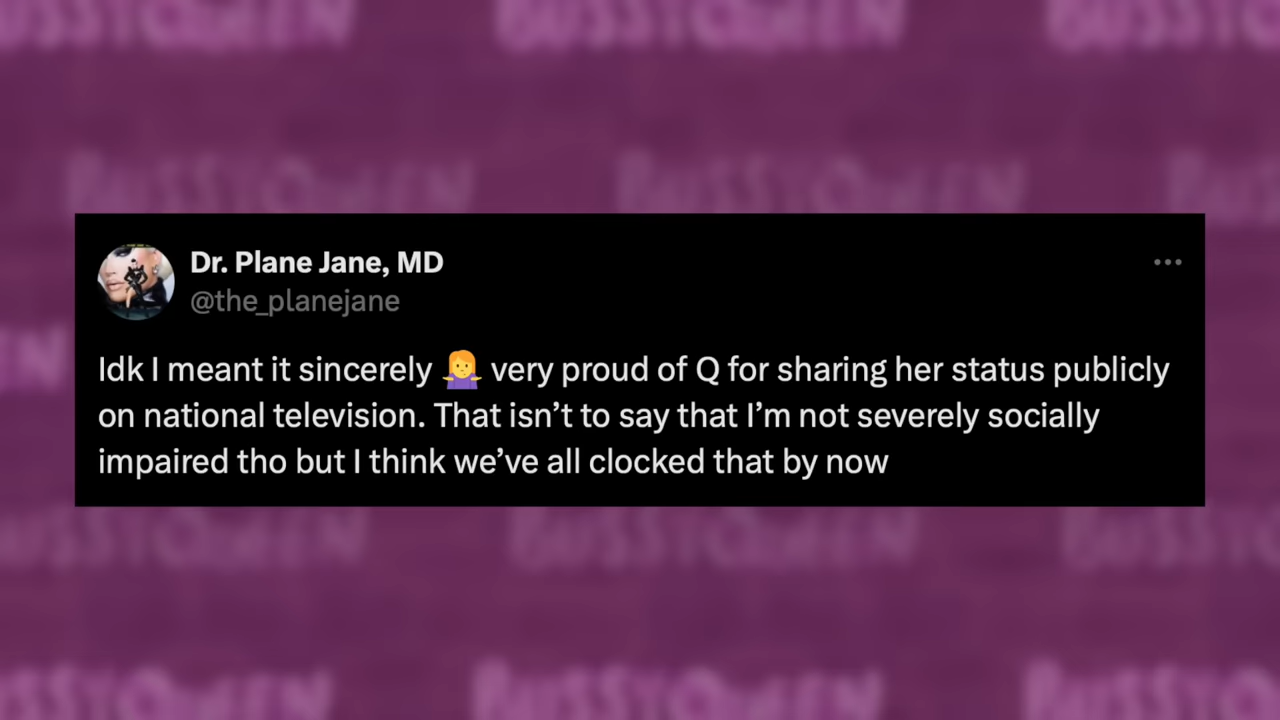 BUSSYQUEEN
Dr. Plane Jane, MD
@the_planejane
Idk I meant it sincerely 🤷‍♀️ very proud of Q for sharing her status publicly
on national television. That isn’t to say that I’m not severely socially
impaired tho but I think we’ve all clocked that by now